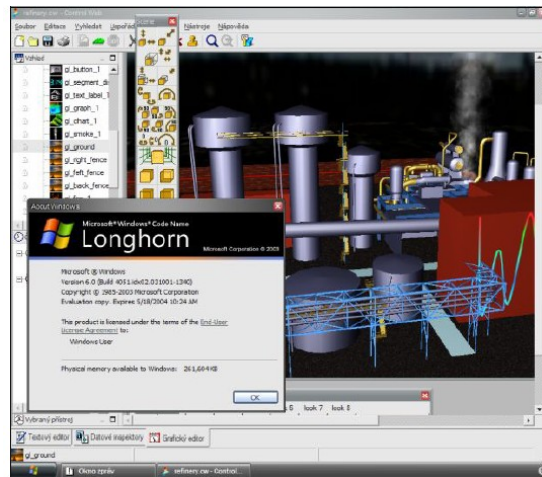 refinery.cw - Control Web
Soubor Editace Vyhledat Uspořád Nástroje Nápověda
Scene
Vzhled
gl_button_1
gl_segment_di
gl_text_label_1
gl_graph_1
gl_chart_1
gl_smoke_1
gl_ground
gl_right_fence
gl_left_fence
gl_back_fence
About Windows
Microsoft® Windows® Code Name
Longhorn
Microsoft Corporation © 2003
Microsoft ® Windows
Version 6.0 (Build 4051.idx02.031001-1340)
Copyright © 1985-2003 Microsoft Corporation
Evaluation copy. Expires 5/18/2004 10:24 AM
This product is licensed under the terms of the End-User
License Agreement to:
Windows User
Physical memory available to Windows: 261,604 KB
OK
look 7 look 8
Vybraný přístroj
Textový editor Datové inspektory Grafický editor
gl_ground
Okno zpráv refinery.cw - Control...